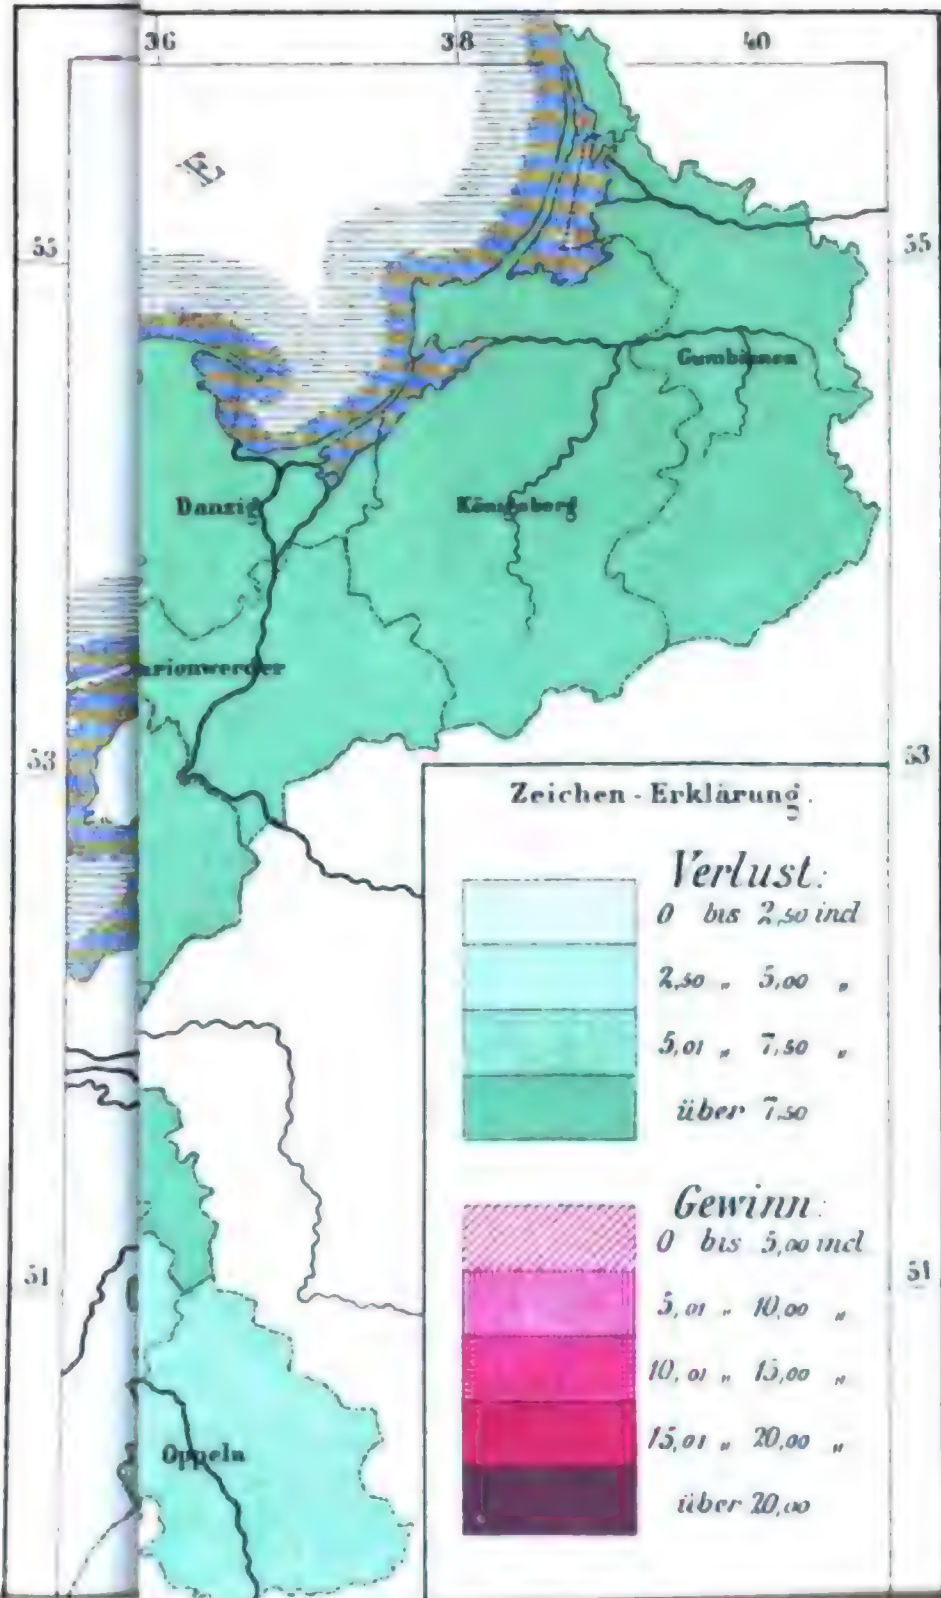 36 38 40
E
55 55
Gumbinnen
Danzig Königsberg
arienwerder
53 53
Zeichen - Erklärung.
Verlust:
0 bis 2,50 incl
2,50 „ 5,00 „
5,01 „ 7,50 „
über 7,50
Gewinn:
0 bis 5,00 incl
51 51
5,01 „ 10,00 „
10,01 „ 15,00 „
15,01 „ 20,00 „
Oppeln
über 20,00